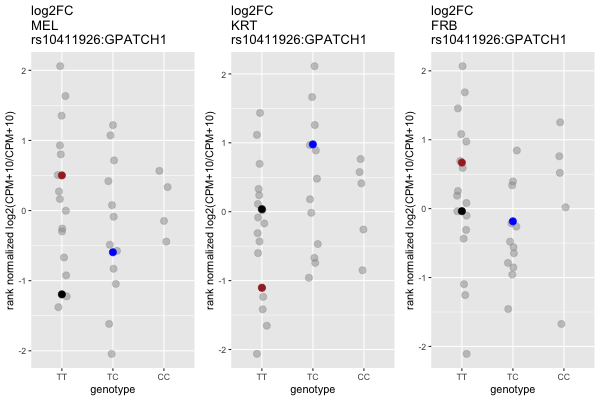 log2FC
MEL
rs10411926:GPATCH1
rank normalized log2(CPM+10/CPM+10)
2
1
0
-1
-2
TT
TC
CC
genotype
log2FC
KRT
rs10411926:GPATCH1
rank normalized log2(CPM+10/CPM+10)
2
1
0
-1
-2
TT
TC
CC
genotype
log2FC
FRB
rs10411926:GPATCH1
rank normalized log2(CPM+10/CPM+10)
2
1
0
-1
-2
TT
TC
CC
genotype